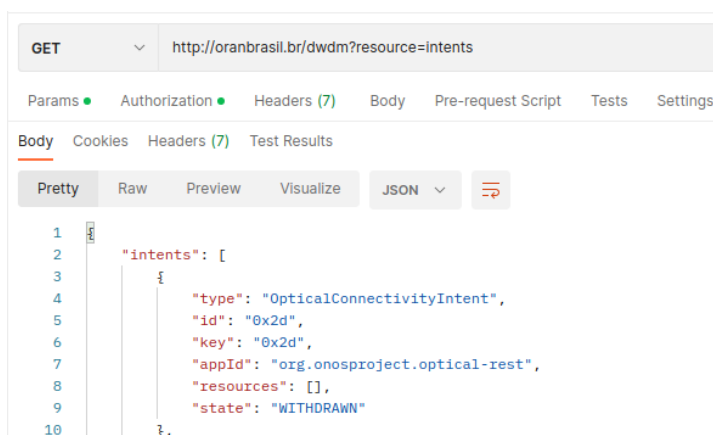 GET http://oranbrasil.br/dwdm?resource=intents
Params Authorization Headers (7) Body Pre-request Script Tests Settings
Body Cookies Headers (7) Test Results
Pretty Raw Preview Visualize JSON
1 {
2 "intents": [
3 {
4 "type": "OpticalConnectivityIntent",
5 "id": "0x2d",
6 "key": "0x2d",
7 "appId": "org.onosproject.optical-rest",
8 "resources": [],
9 "state": "WITHDRAWN"
10 },